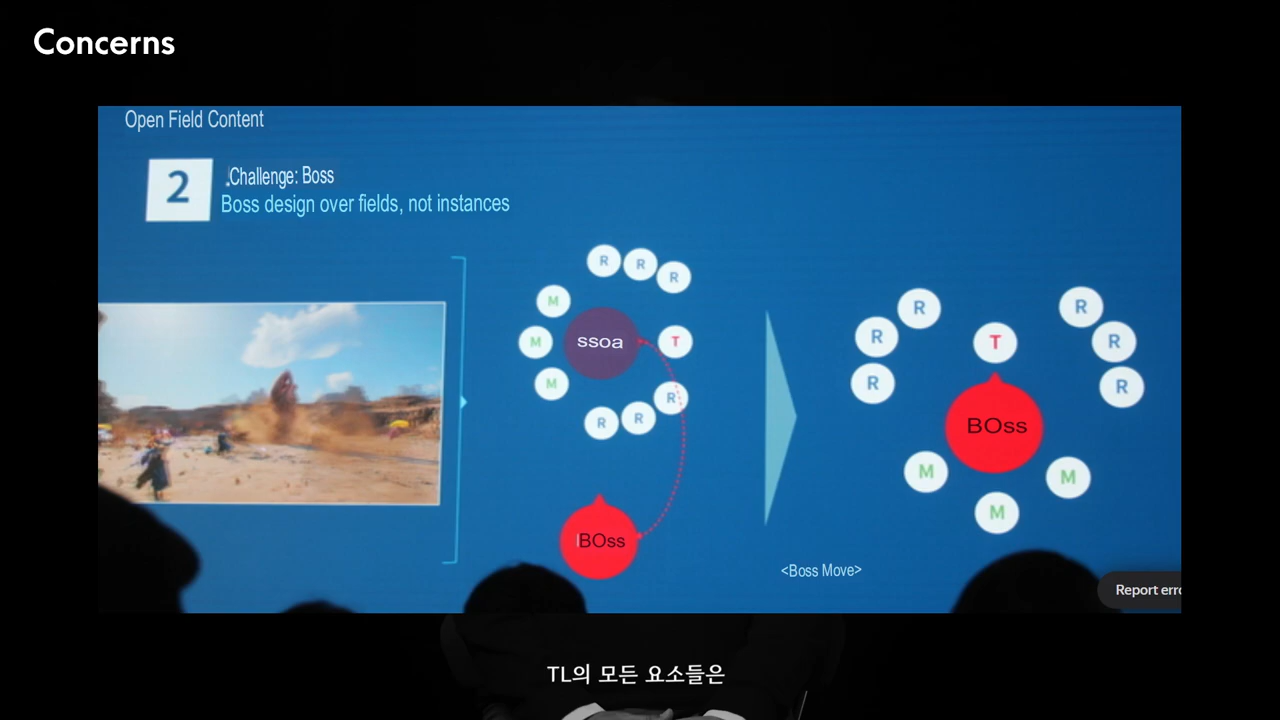 Concerns
Open Field Content
2
Challenge: Boss
Boss design over fields, not instances
R R R
M
M ssoa T
M
R R R
BOss
R R
R T R
R R
BOss
M M
M
<Boss Move>
Report erro
TL의 모든 요소들은